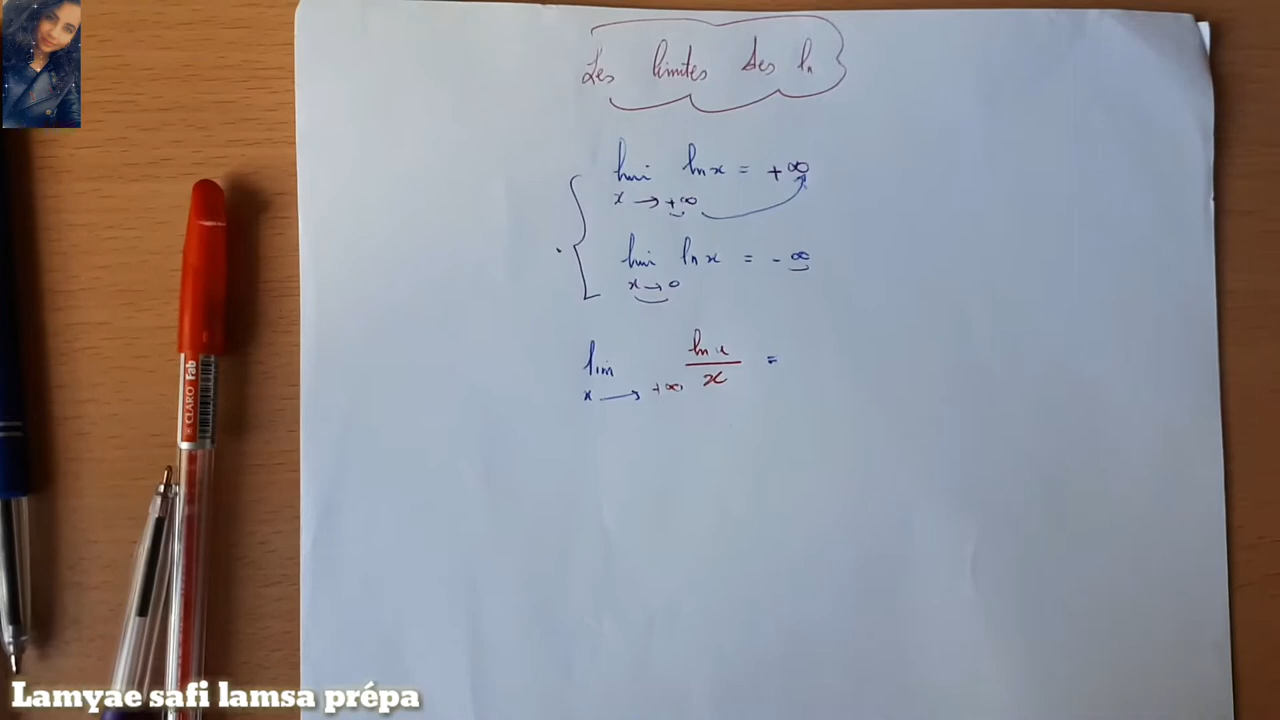 Les limites des ln
lim ln x = +∞
x → +∞
lim ln x = - ∞
x → 0
lim ln x / x =
x → +∞
CLARO Fab
Lamyae safi lamsa prépa